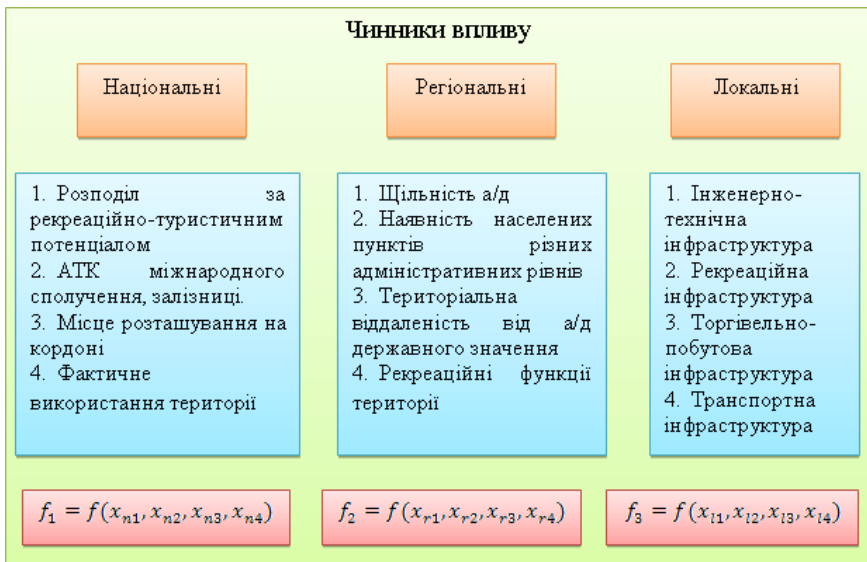 Чинники впливу
Національні
Регіональні
Локальні
1. Розподіл за
рекреаційно-туристичним
потенціалом
2. АТК міжнародного
сполучення, залізниці.
3. Місце розташування на
кордоні
4. Фактичне
використання території
1. Щільність а/д
2. Наявність населених
пунктів різних
адміністративних рівнів
3. Територіальна
віддаленість від а/д
державного значення
4. Рекреаційні функції
території
1. Інженерно-
технічна
інфраструктура
2. Рекреаційна
інфраструктура
3. Торгівельно-
побутова
інфраструктура
4. Транспортна
інфраструктура
f₁ = f(xₙ₁, xₙ₂, xₙ₃, xₙ₄)
f₂ = f(xᵣ₁, xᵣ₂, xᵣ₃, xᵣ₄)
f₃ = f(xₗ₁, xₗ₂, xₗ₃, xₗ₄)